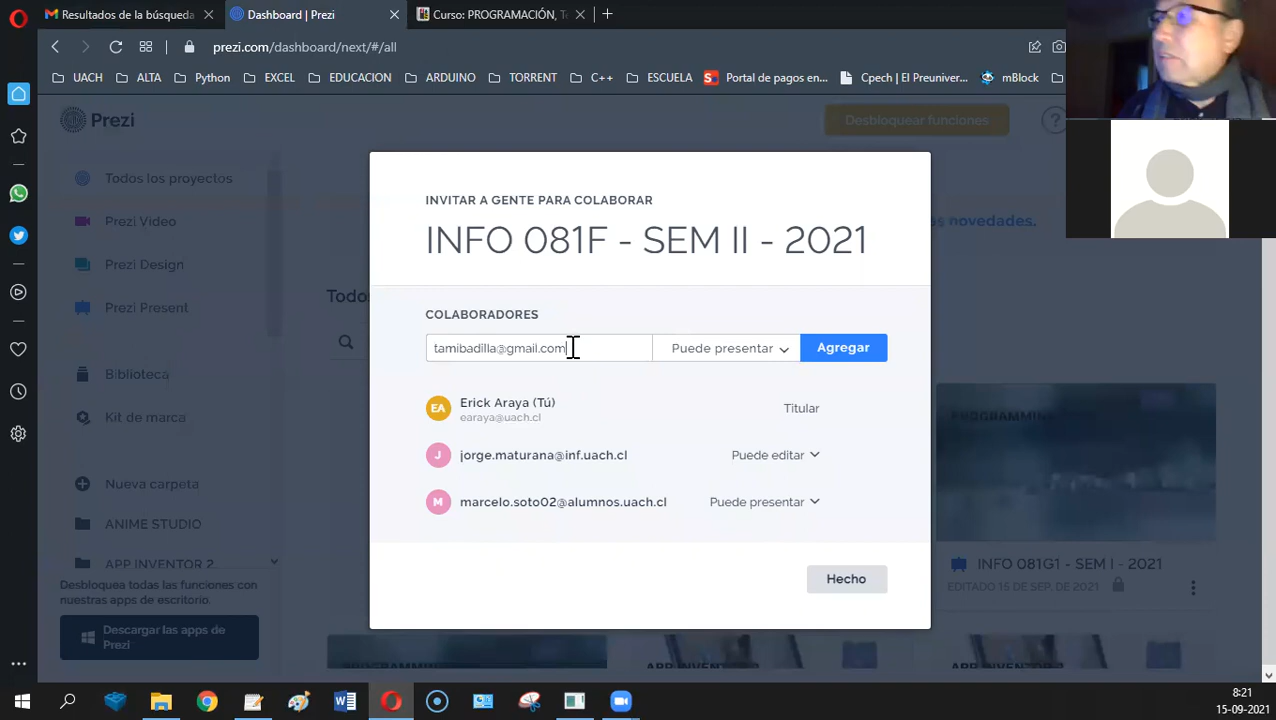 Resultados de la búsqueda
Dashboard | Prezi
Curso: PROGRAMACIÓN, T
prezi.com/dashboard/next/#/all
UACH
ALTA
Python
EXCEL
EDUCACION
ARDUINO
TORRENT
C++
ESCUELA
Portal de pagos en...
Cpech | El Preuniver...
mBlock
Prezi
Desbloquear funciones
?
Todos los proyectos
Prezi Video
as novedades.
Prezi Design
Prezi Present
Todos
Biblioteca
Kit de marca
Nueva carpeta
ANIME STUDIO
APP INVENTOR 2
Desbloquea todas las funciones con
nuestras apps de escritorio.
Descargar las apps de
Prezi
INVITAR A GENTE PARA COLABORAR
INFO 081F - SEM II - 2021
COLABORADORES
tamibadilla@gmail.com
Puede presentar
Agregar
EA
Erick Araya (Tú)
earaya@uach.cl
Titular
J
jorge.maturana@inf.uach.cl
Puede editar
M
marcelo.soto02@alumnos.uach.cl
Puede presentar
Hecho
INFO 081G1 - SEM I - 2021
EDITADO 15 DE SEP. DE 2021
8:21
15-09-2021